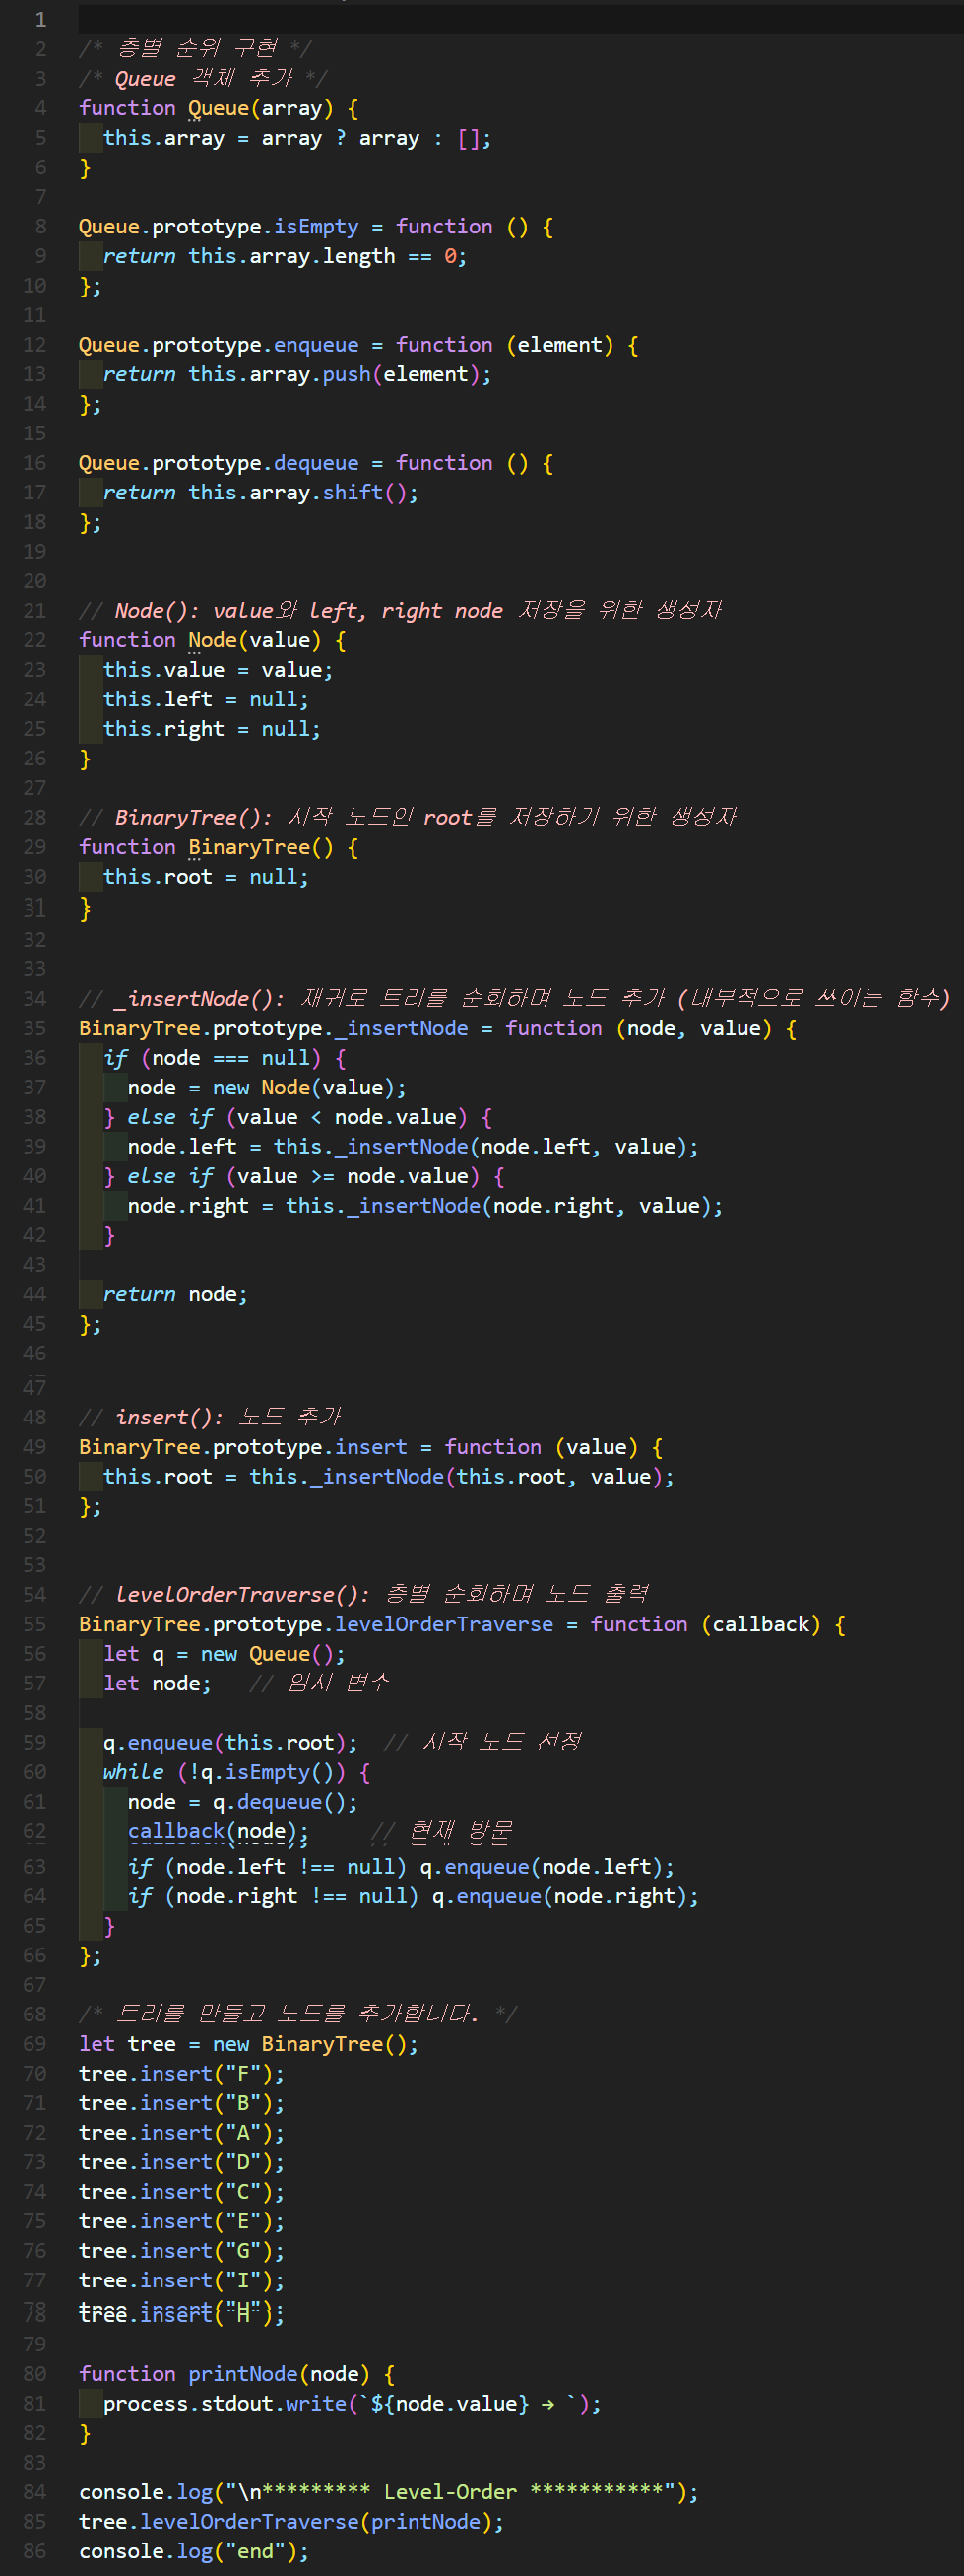 1
2 /* 층별 순위 구현 */
3 /* Queue 객체 추가 */
4 function Queue(array) {
5   this.array = array ? array : [];
6 }
7
8 Queue.prototype.isEmpty = function () {
9   return this.array.length == 0;
10 };
11
12 Queue.prototype.enqueue = function (element) {
13   return this.array.push(element);
14 };
15
16 Queue.prototype.dequeue = function () {
17   return this.array.shift();
18 };
19
20
21 // Node(): value와 left, right node 저장을 위한 생성자
22 function Node(value) {
23   this.value = value;
24   this.left = null;
25   this.right = null;
26 }
27
28 // BinaryTree(): 시작 노드인 root를 저장하기 위한 생성자
29 function BinaryTree() {
30   this.root = null;
31 }
32
33
34 // _insertNode(): 재귀로 트리를 순회하며 노드 추가 (내부적으로 쓰이는 함수)
35 BinaryTree.prototype._insertNode = function (node, value) {
36   if (node === null) {
37     node = new Node(value);
38   } else if (value < node.value) {
39     node.left = this._insertNode(node.left, value);
40   } else if (value >= node.value) {
41     node.right = this._insertNode(node.right, value);
42   }
43
44   return node;
45 };
46
47
48 // insert(): 노드 추가
49 BinaryTree.prototype.insert = function (value) {
50   this.root = this._insertNode(this.root, value);
51 };
52
53
54 // levelOrderTraverse(): 층별 순회하며 노드 출력
55 BinaryTree.prototype.levelOrderTraverse = function (callback) {
56   let q = new Queue();
57   let node;   // 임시 변수
58
59   q.enqueue(this.root);  // 시작 노드 선정
60   while (!q.isEmpty()) {
61     node = q.dequeue();
62     callback(node);     // 현재 방문
63     if (node.left !== null) q.enqueue(node.left);
64     if (node.right !== null) q.enqueue(node.right);
65   }
66 };
67
68 /* 트리를 만들고 노드를 추가합니다. */
69 let tree = new BinaryTree();
70 tree.insert("F");
71 tree.insert("B");
72 tree.insert("A");
73 tree.insert("D");
74 tree.insert("C");
75 tree.insert("E");
76 tree.insert("G");
77 tree.insert("I");
78 tree.insert("H");
79
80 function printNode(node) {
81   process.stdout.write(`${node.value} → `);
82 }
83
84 console.log("\n********* Level-Order ***********");
85 tree.levelOrderTraverse(printNode);
86 console.log("end");